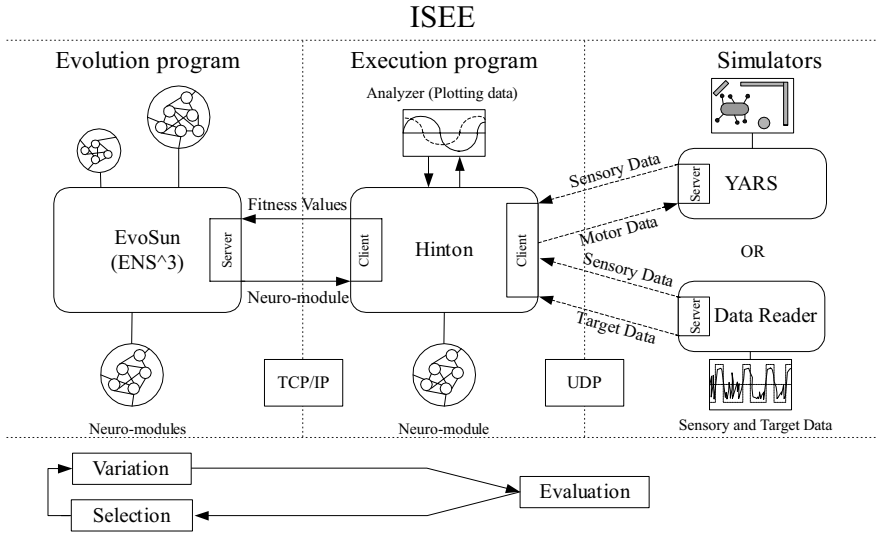 ISEE
Evolution program
Execution program
Simulators
Analyzer (Plotting data)
EvoSun
(ENS^3)
Server
Fitness Values
Neuro-module
Client
Hinton
Client
Sensory Data
Motor Data
Sensory Data
Target Data
Server
YARS
OR
Server
Data Reader
TCP/IP
UDP
Neuro-modules
Neuro-module
Sensory and Target Data
Variation
Selection
Evaluation